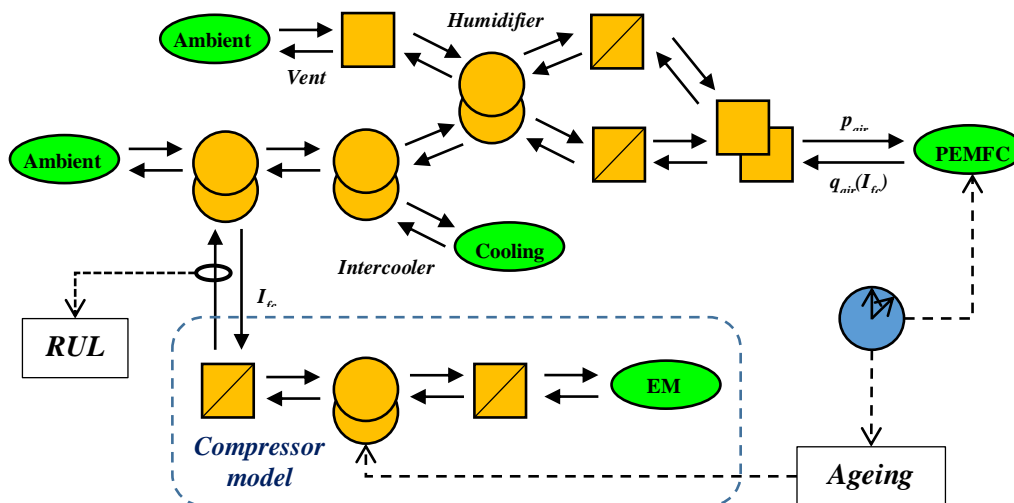 Humidifier
Ambient
Vent
p_air
Ambient
PEMFC
q_air(I_fc)
Cooling
Intercooler
I_fc
RUL
EM
Compressor
model
Ageing